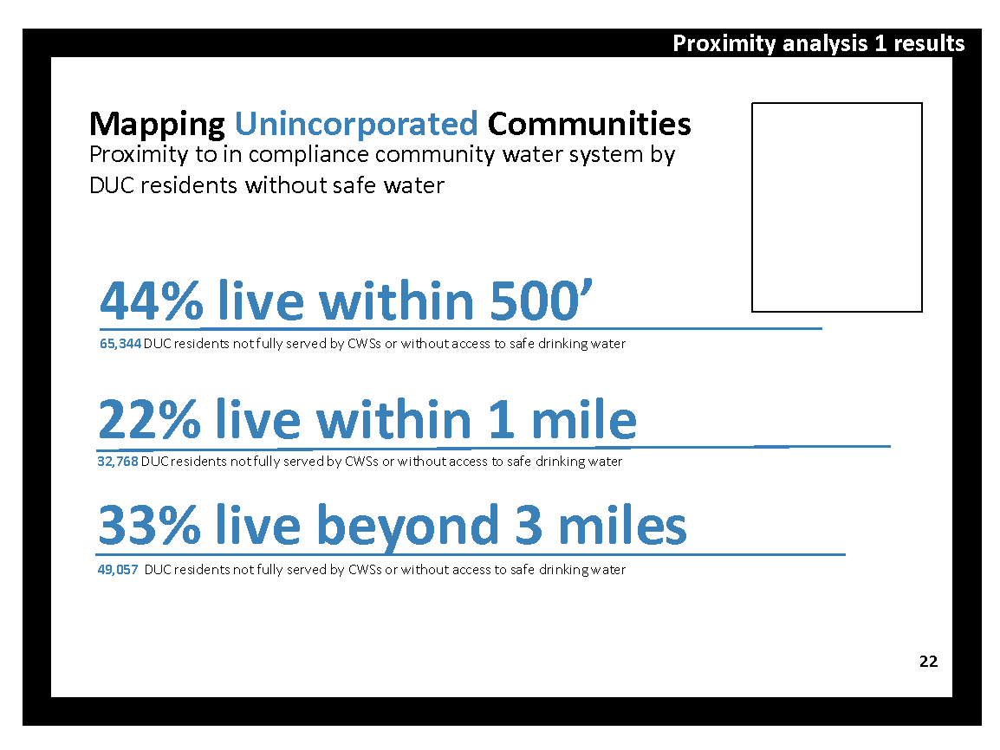 Proximity analysis 1 results
Mapping Unincorporated Communities
Proximity to in compliance community water system by
DUC residents without safe water
44% live within 500’
65,344 DUC residents not fully served by CWSs or without access to safe drinking water
22% live within 1 mile
32,768 DUC residents not fully served by CWSs or without access to safe drinking water
33% live beyond 3 miles
49,057 DUC residents not fully served by CWSs or without access to safe drinking water
22